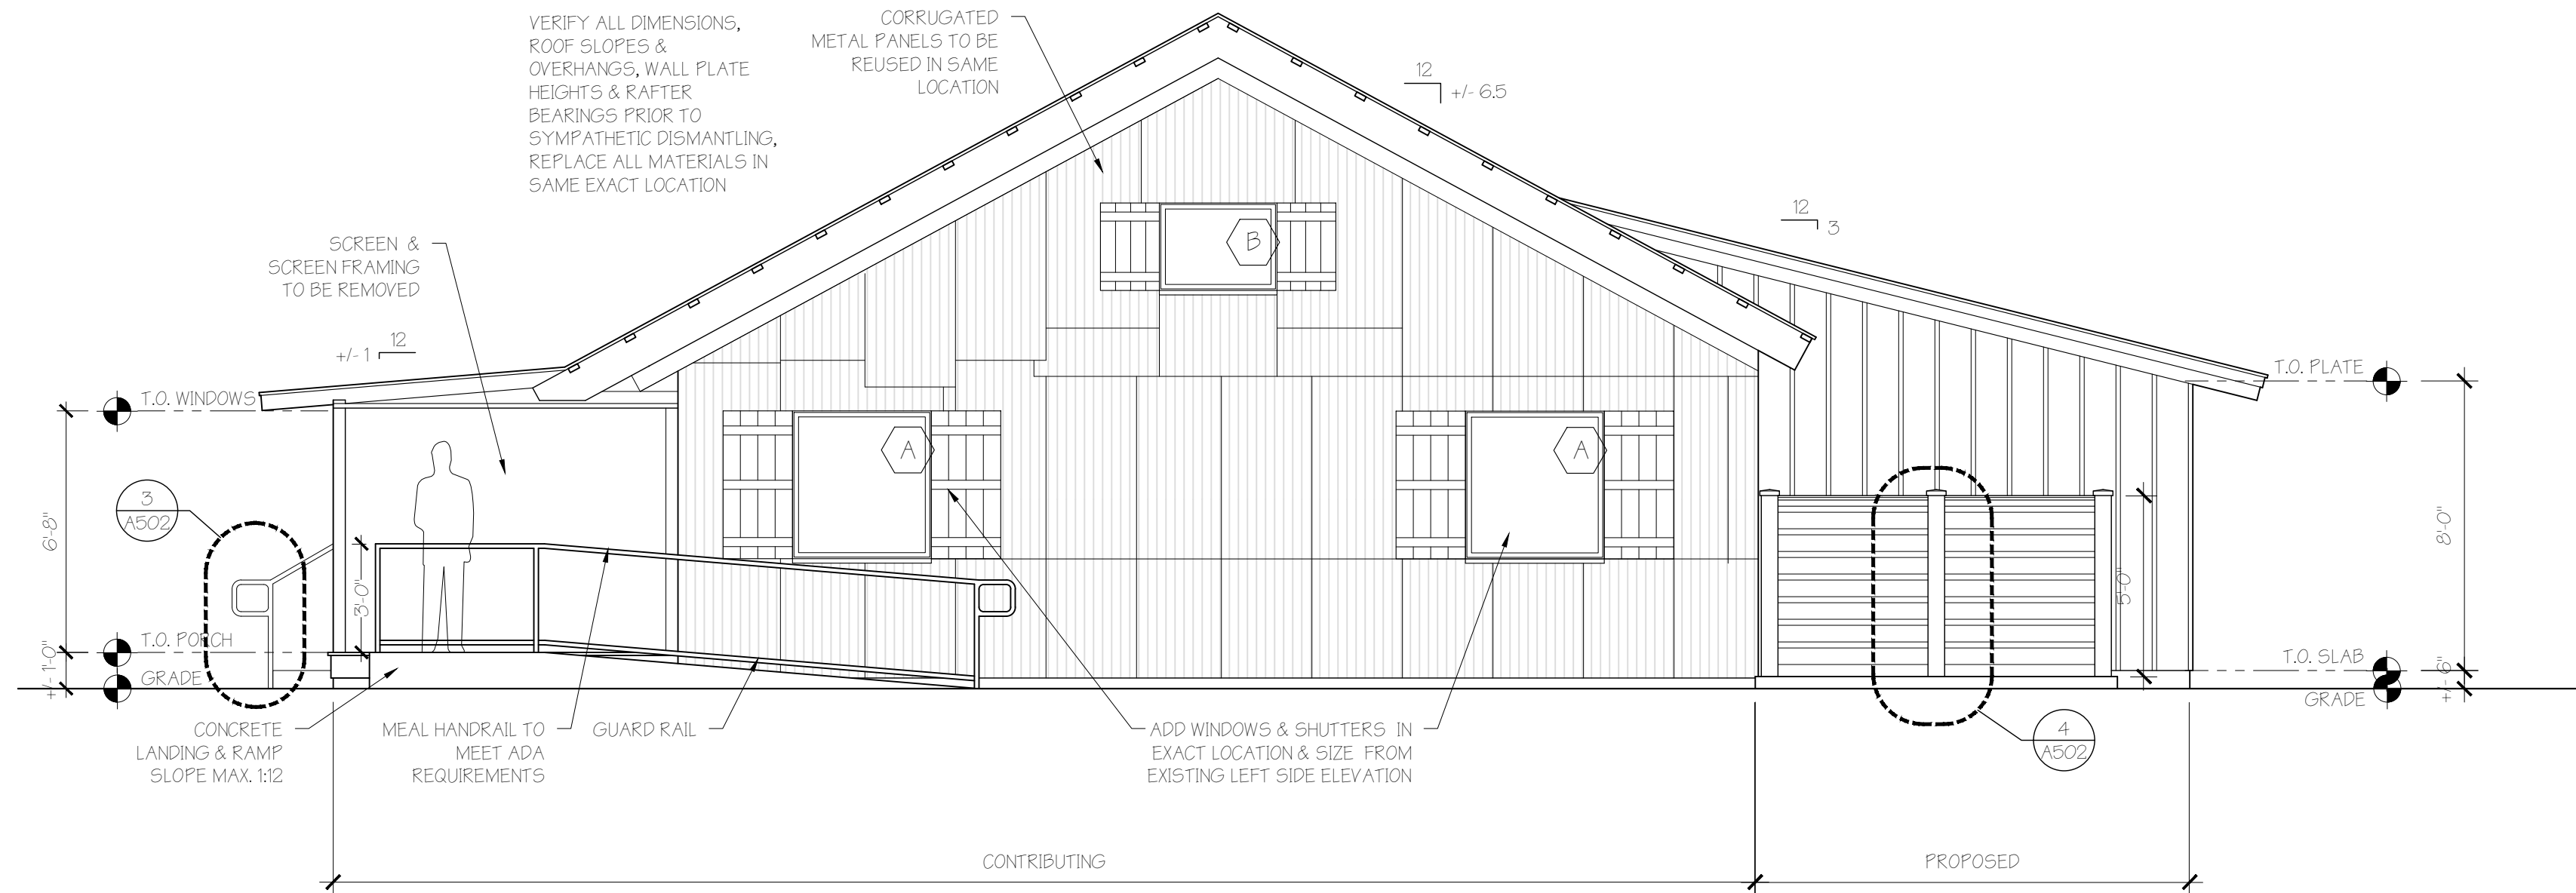 VERIFY ALL DIMENSIONS,
ROOF SLOPES &
OVERHANGS, WALL PLATE
HEIGHTS & RAFTER
BEARINGS PRIOR TO
SYMPATHETIC DISMANTLING,
REPLACE ALL MATERIALS IN
SAME EXACT LOCATION
CORRUGATED
METAL PANELS TO BE
REUSED IN SAME
LOCATION
12
+/- 6.5
12
3
SCREEN &
SCREEN FRAMING
TO BE REMOVED
12
+/- 1
B
T.O. WINDOWS
T.O. PLATE
A
A
3
A502
6'-8"
3'-0"
5'-0"
8'-0"
T.O. PORCH
+/- 1'-0"
GRADE
T.O. SLAB
+/- 6"
GRADE
CONCRETE
LANDING & RAMP
SLOPE MAX. 1:12
MEAL HANDRAIL TO
MEET ADA
REQUIREMENTS
GUARD RAIL
ADD WINDOWS & SHUTTERS IN
EXACT LOCATION & SIZE FROM
EXISTING LEFT SIDE ELEVATION
4
A502
CONTRIBUTING
PROPOSED